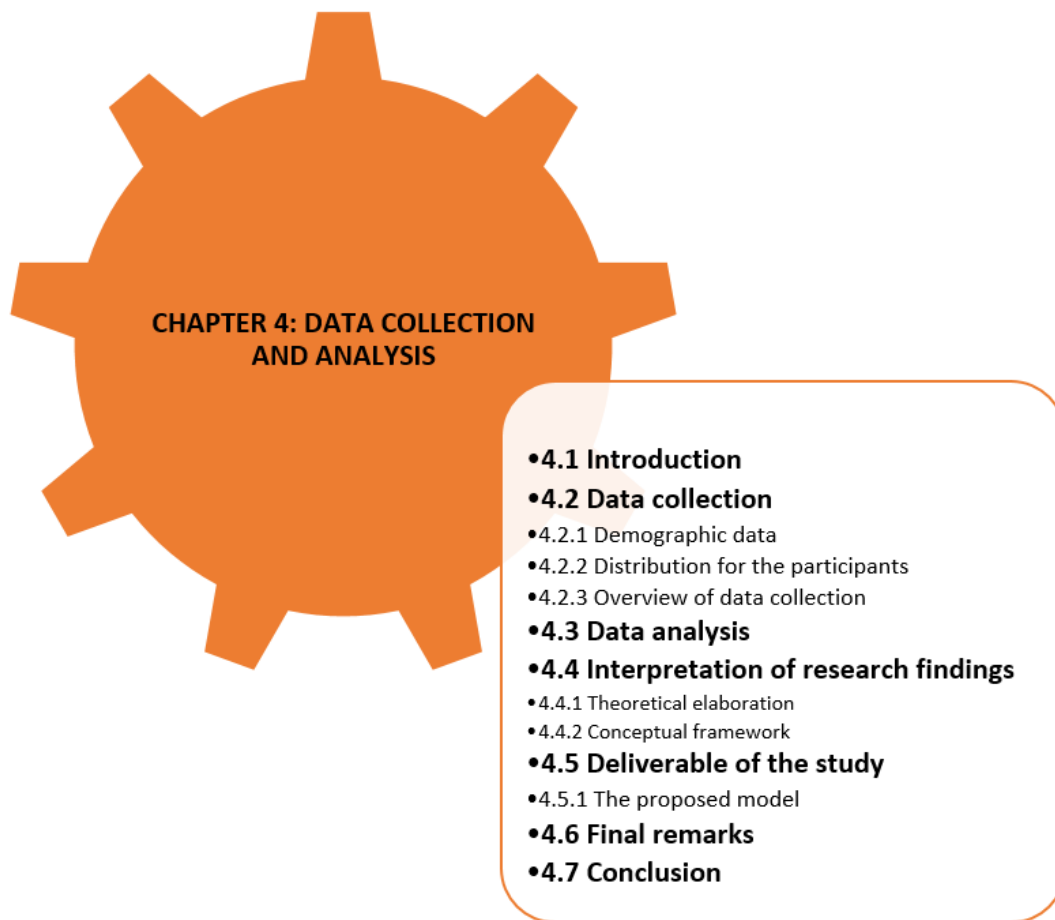 CHAPTER 4: DATA COLLECTION
AND ANALYSIS
•4.1 Introduction
•4.2 Data collection
•4.2.1 Demographic data
•4.2.2 Distribution for the participants
•4.2.3 Overview of data collection
•4.3 Data analysis
•4.4 Interpretation of research findings
•4.4.1 Theoretical elaboration
•4.4.2 Conceptual framework
•4.5 Deliverable of the study
•4.5.1 The proposed model
•4.6 Final remarks
•4.7 Conclusion